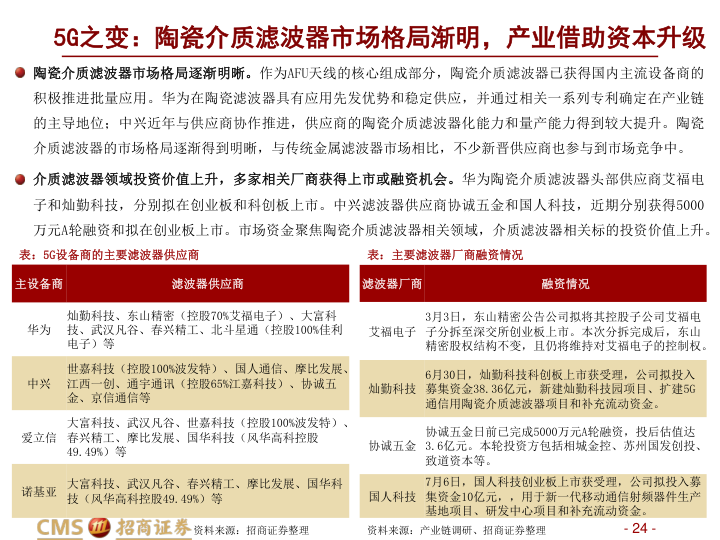 5G之变：陶瓷介质滤波器市场格局渐明，产业借助资本升级
陶瓷介质滤波器市场格局逐渐明晰。作为AFU天线的核心组成部分，陶瓷介质滤波器已获得国内主流设备商的
积极推进批量应用。华为在陶瓷滤波器具有应用先发优势和稳定供应，并通过相关一系列专利确定在产业链
的主导地位；中兴近年与供应商协作推进，供应商的陶瓷介质滤波器化能力和量产能力得到较大提升。陶瓷
介质滤波器的市场格局逐渐得到明晰，与传统金属滤波器市场相比，不少新晋供应商也参与到市场竞争中。
介质滤波器领域投资价值上升，多家相关厂商获得上市或融资机会。华为陶瓷介质滤波器头部供应商艾福电
子和灿勤科技，分别拟在创业板和科创板上市。中兴滤波器供应商协诚五金和国人科技，近期分别获得5000
万元A轮融资和拟在创业板上市。市场资金聚焦陶瓷介质滤波器相关领域，介质滤波器相关标的投资价值上升。
表：5G设备商的主要滤波器供应商
主设备商 滤波器供应商
华为
灿勤科技、东山精密（控股70%艾福电子）、大富科
技、武汉凡谷、春兴精工、北斗星通（控股100%佳利
电子）等
中兴
世嘉科技（控股100%波发特）、国人通信、摩比发展、
江西一创、通宇通讯（控股65%江嘉科技）、协诚五
金、京信通信等
爱立信
大富科技、武汉凡谷、世嘉科技（控股100%波发特）、
春兴精工、摩比发展、国华科技（风华高科控股
49.49%）等
诺基亚
大富科技、武汉凡谷、春兴精工、摩比发展、国华科
技（风华高科控股49.49%）等
表：主要滤波器厂商融资情况
滤波器厂商 融资情况
艾福电子
3月3日，东山精密公告公司拟将其控股子公司艾福电
子分拆至深交所创业板上市。本次分拆完成后，东山
精密股权结构不变，且仍将维持对艾福电子的控制权。
灿勤科技
6月30日，灿勤科技科创板上市获受理，公司拟投入
募集资金38.36亿元，新建灿勤科技园项目、扩建5G
通信用陶瓷介质滤波器项目和补充流动资金。
协诚五金
协诚五金日前已完成5000万元A轮融资，投后估值达
3.6亿元。本轮投资方包括相城金控、苏州国发创投、
致道资本等。
国人科技
7月6日，国人科技创业板上市获受理，公司拟投入募
集资金10亿元，，用于新一代移动通信射频器件生产
基地项目、研发中心项目和补充流动资金。
CMS 招商证券
资料来源：招商证券整理
资料来源：产业链调研、招商证券整理
- 24 -